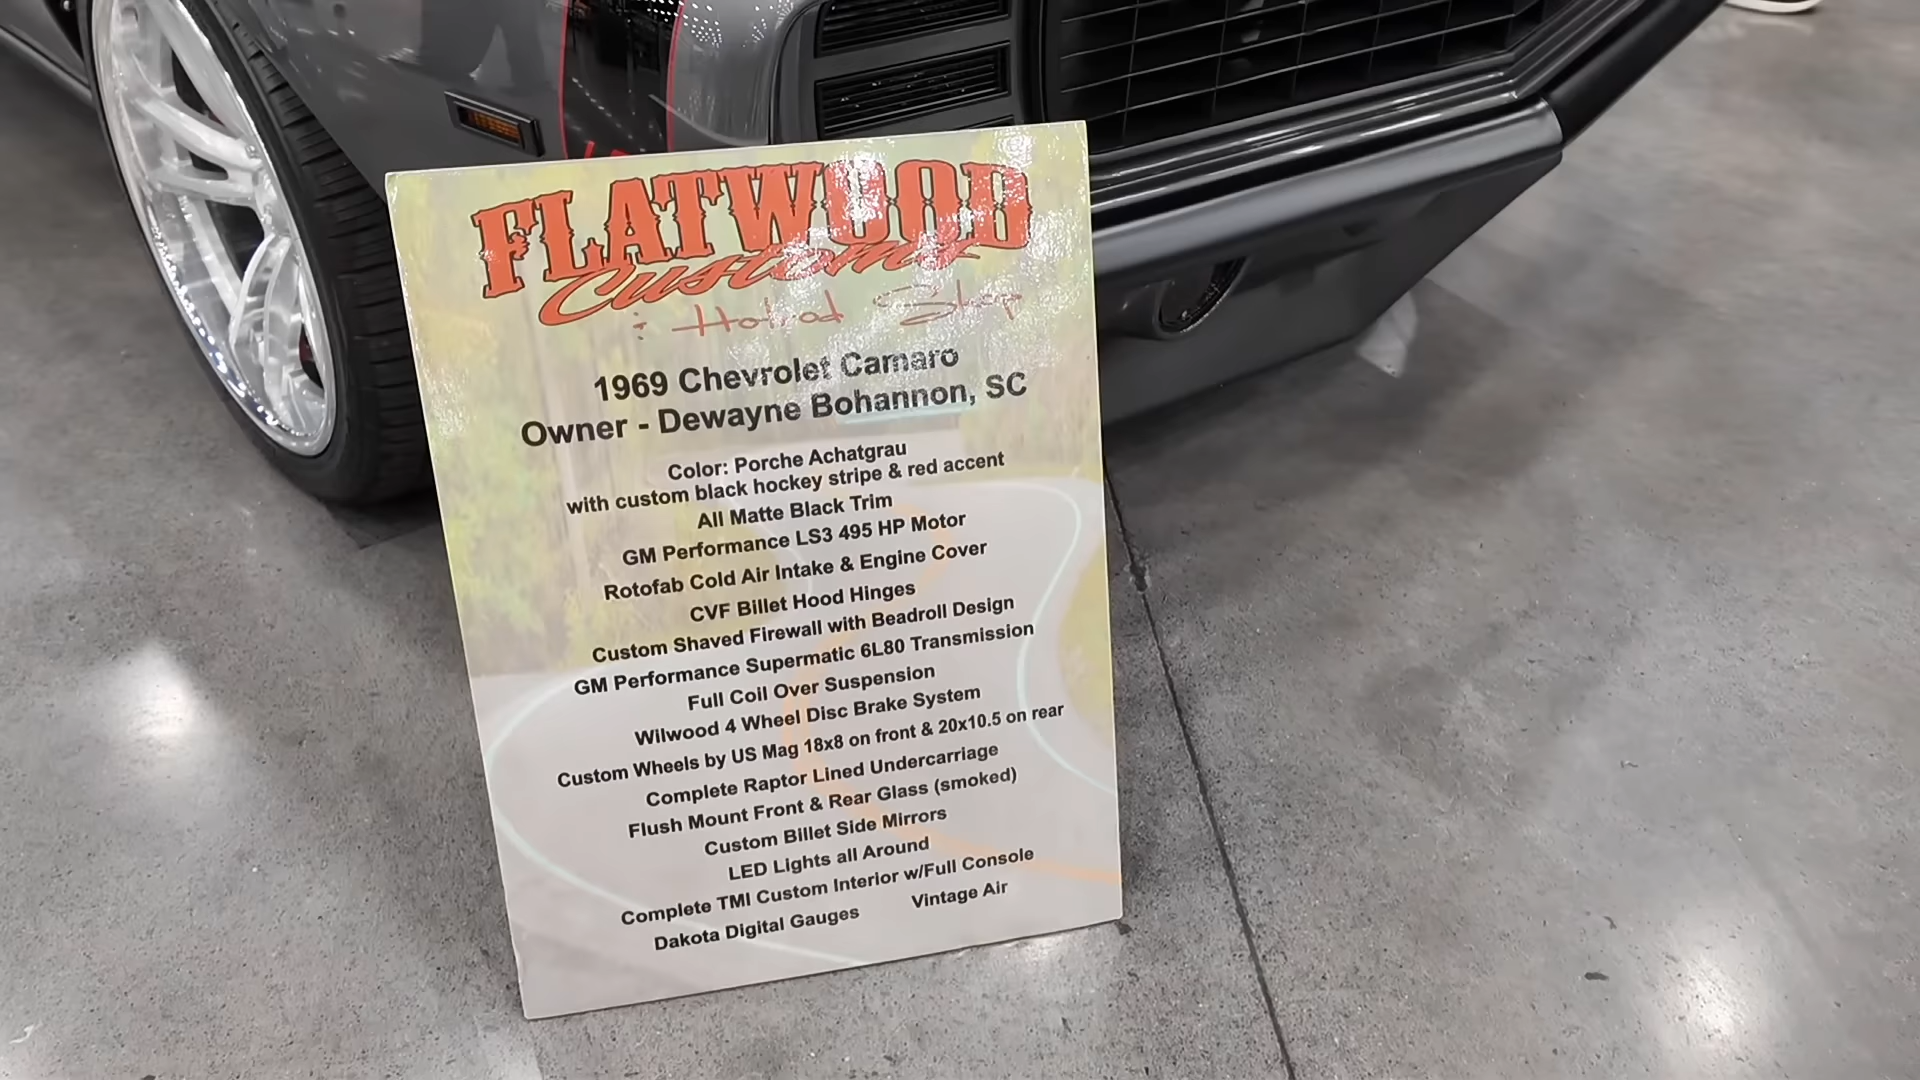 FLATWOOD
Customs
: Hotrod Shop
1969 Chevrolet Camaro
Owner - Dewayne Bohannon, SC
Color: Porche Achatgrau
with custom black hockey stripe & red accent
All Matte Black Trim
GM Performance LS3 495 HP Motor
Rotofab Cold Air Intake & Engine Cover
CVF Billet Hood Hinges
Custom Shaved Firewall with Beadroll Design
GM Performance Supermatic 6L80 Transmission
Full Coil Over Suspension
Wilwood 4 Wheel Disc Brake System
Custom Wheels by US Mag 18x8 on front & 20x10.5 on rear
Complete Raptor Lined Undercarriage
Flush Mount Front & Rear Glass (smoked)
Custom Billet Side Mirrors
LED Lights all Around
Complete TMI Custom Interior w/Full Console
Dakota Digital Gauges Vintage Air